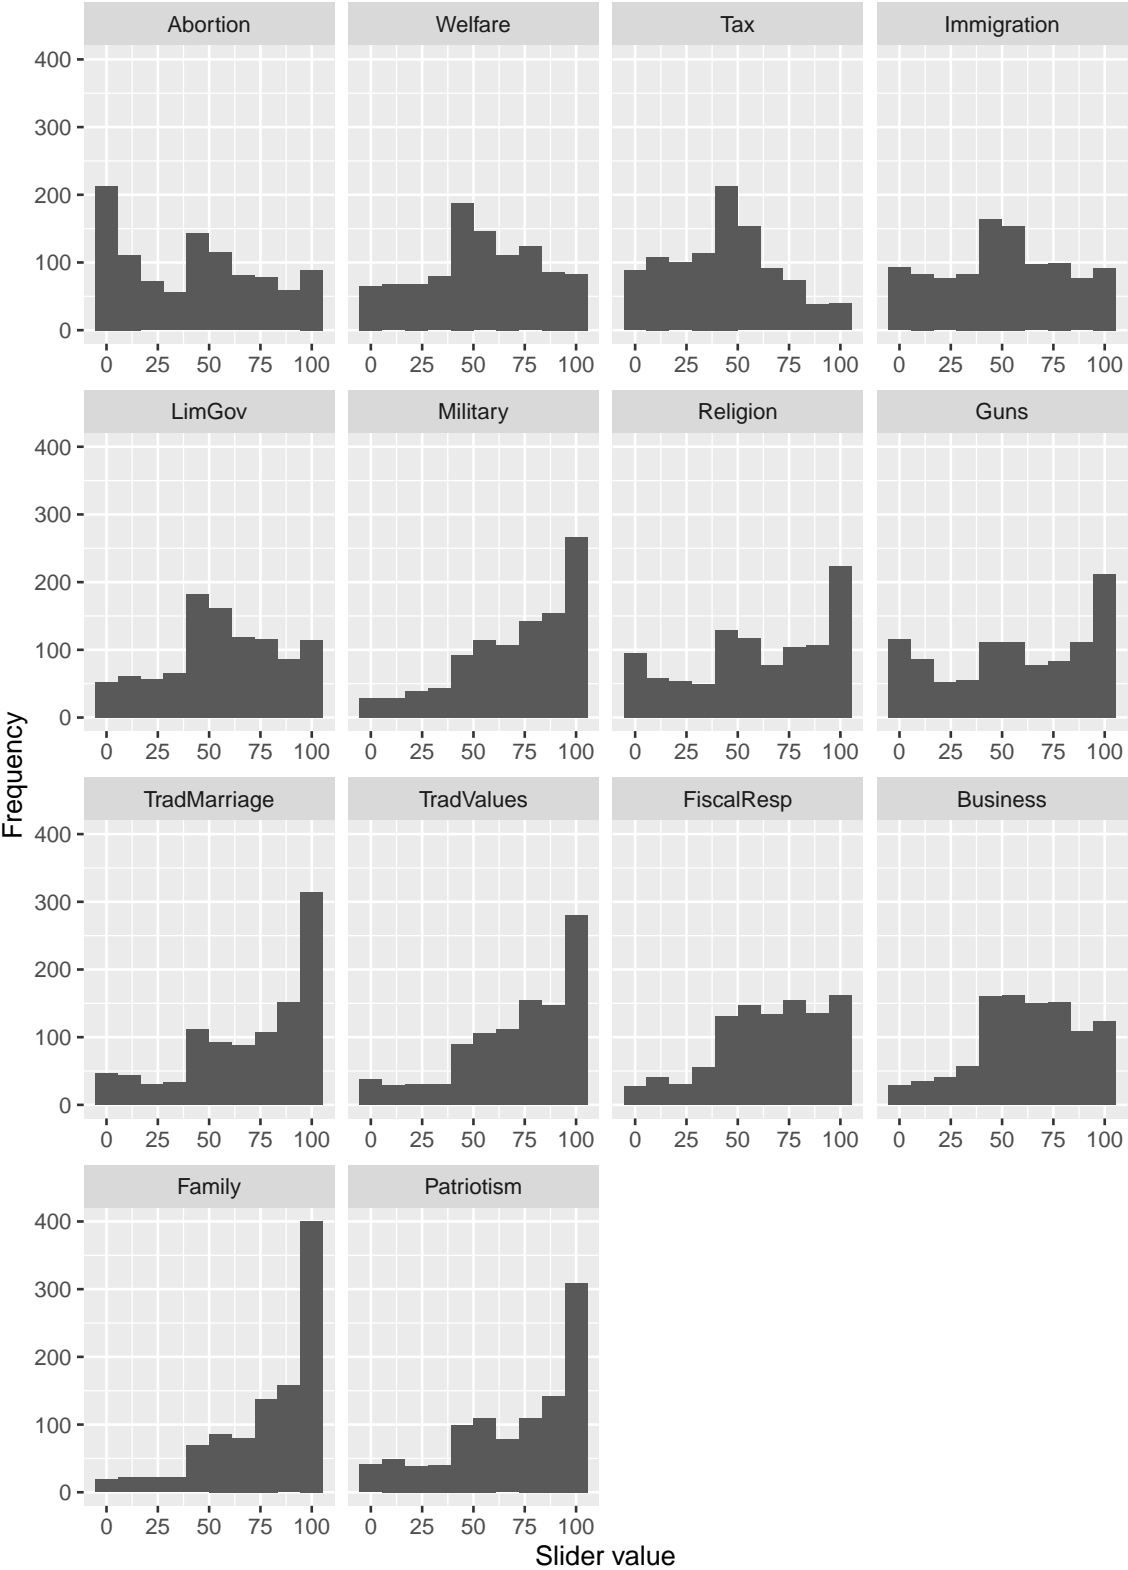 Abortion Welfare Tax Immigration
400
300
200
100
0
0 25 50 75 100 0 25 50 75 100 0 25 50 75 100 0 25 50 75 100
LimGov Military Religion Guns
400
300
200
100
0
0 25 50 75 100 0 25 50 75 100 0 25 50 75 100 0 25 50 75 100
Frequency
TradMarriage TradValues FiscalResp Business
400
300
200
100
0
0 25 50 75 100 0 25 50 75 100 0 25 50 75 100 0 25 50 75 100
Family Patriotism
400
300
200
100
0
0 25 50 75 100 0 25 50 75 100
Slider value